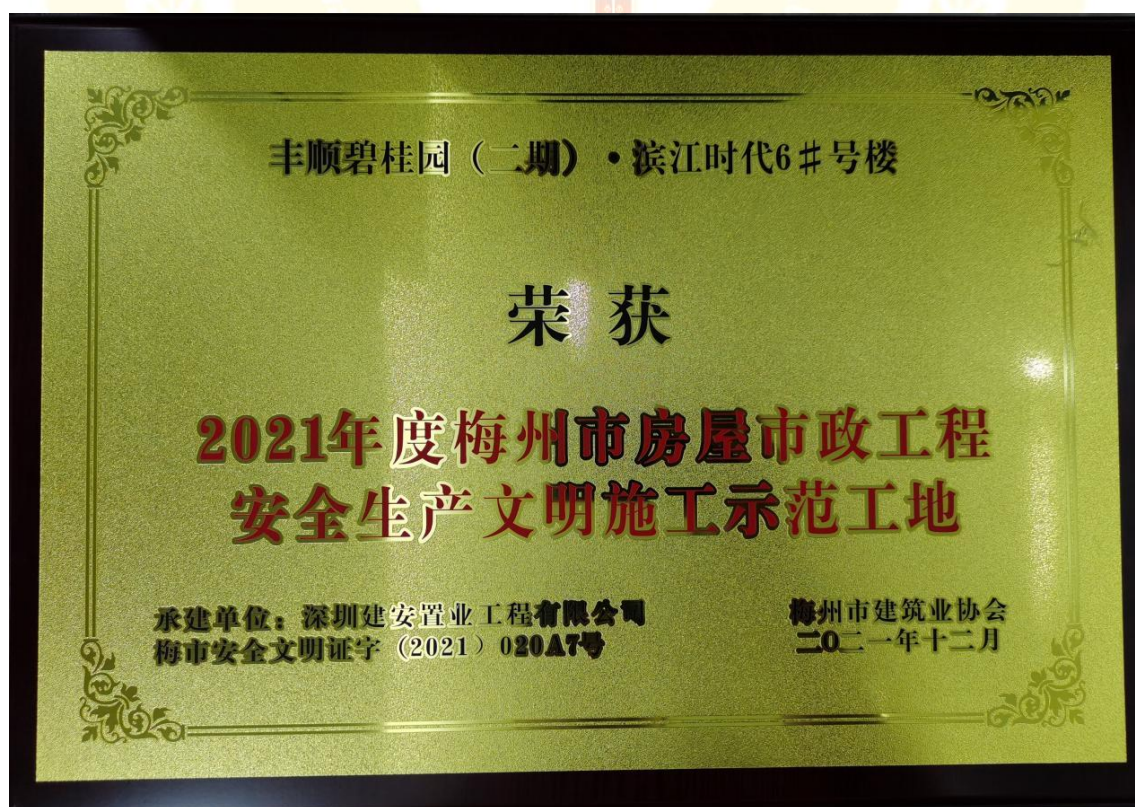 丰顺碧桂园（二期）·滨江时代6#号楼
荣获
2021年度梅州市房屋市政工程
安全生产文明施工示范工地
承建单位：深圳建安置业工程有限公司
梅市安全文明证字（2021）020A7号
梅州市建筑业协会
二0二一年十二月